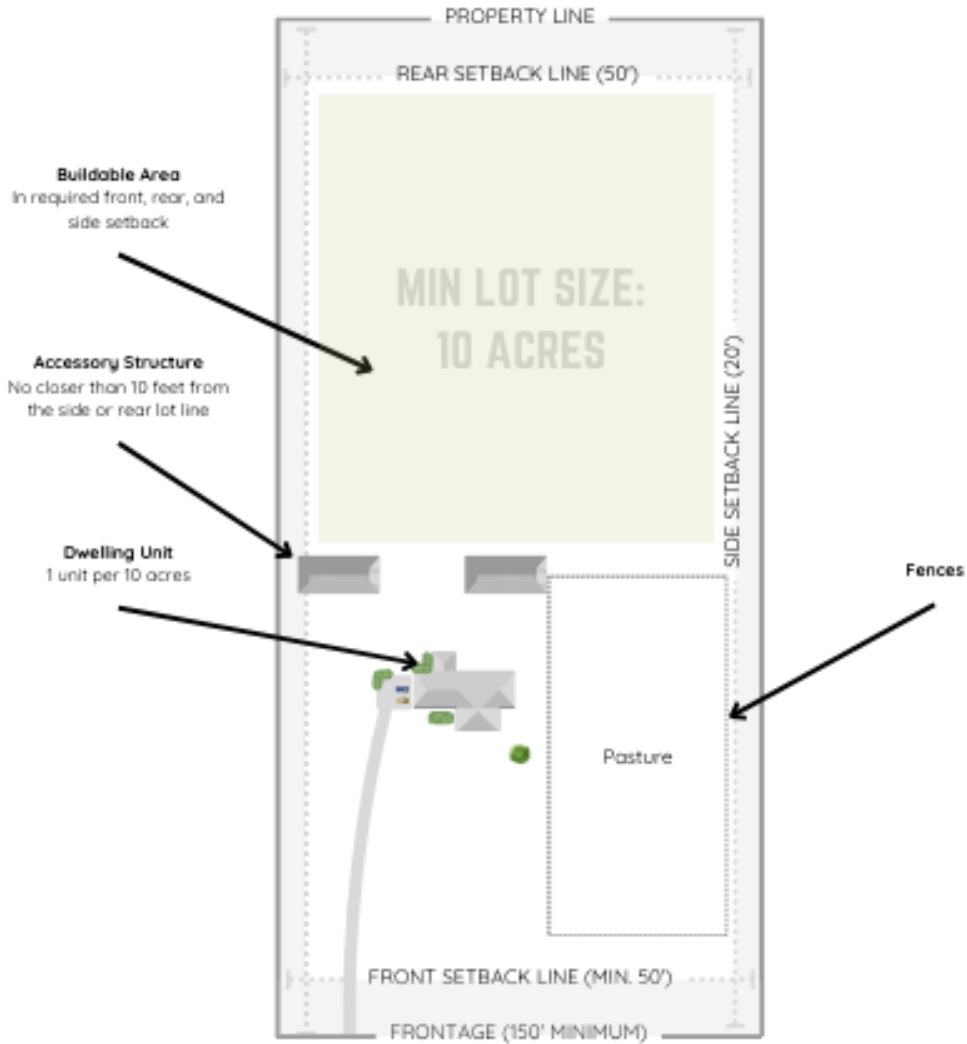 PROPERTY LINE
REAR SETBACK LINE (50')
Buildable Area
In required front, rear, and
side setback
MIN LOT SIZE:
10 ACRES
Accessory Structure
No closer than 10 feet from
the side or rear lot line
SIDE SETBACK LINE (20')
Dwelling Unit
1 unit per 10 acres
Fences
Pasture
FRONT SETBACK LINE (MIN. 50')
FRONTAGE (150' MINIMUM)